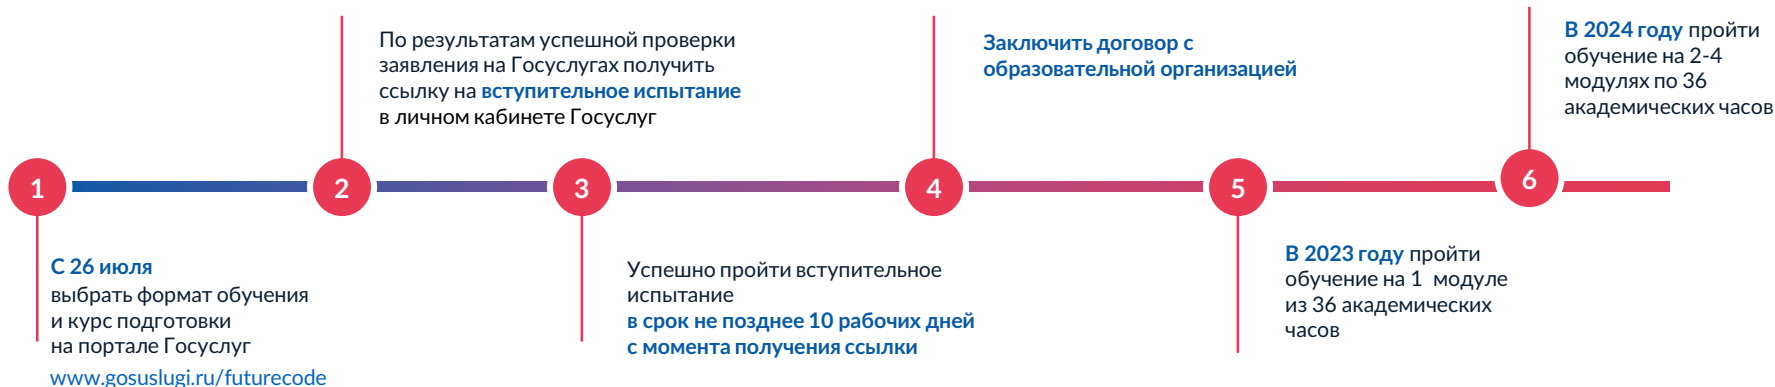 1
С 26 июля
выбрать формат обучения
и курс подготовки
на портале Госуслуг
www.gosuslugi.ru/futurecode
2
По результатам успешной проверки
заявления на Госуслугах получить
ссылку на вступительное испытание
в личном кабинете Госуслуг
3
Успешно пройти вступительное
испытание
в срок не позднее 10 рабочих дней
с момента получения ссылки
4
Заключить договор с
образовательной организацией
5
В 2023 году пройти
обучение на 1 модуле
из 36 академических
часов
6
В 2024 году пройти
обучение на 2-4
модулях по 36
академических часов